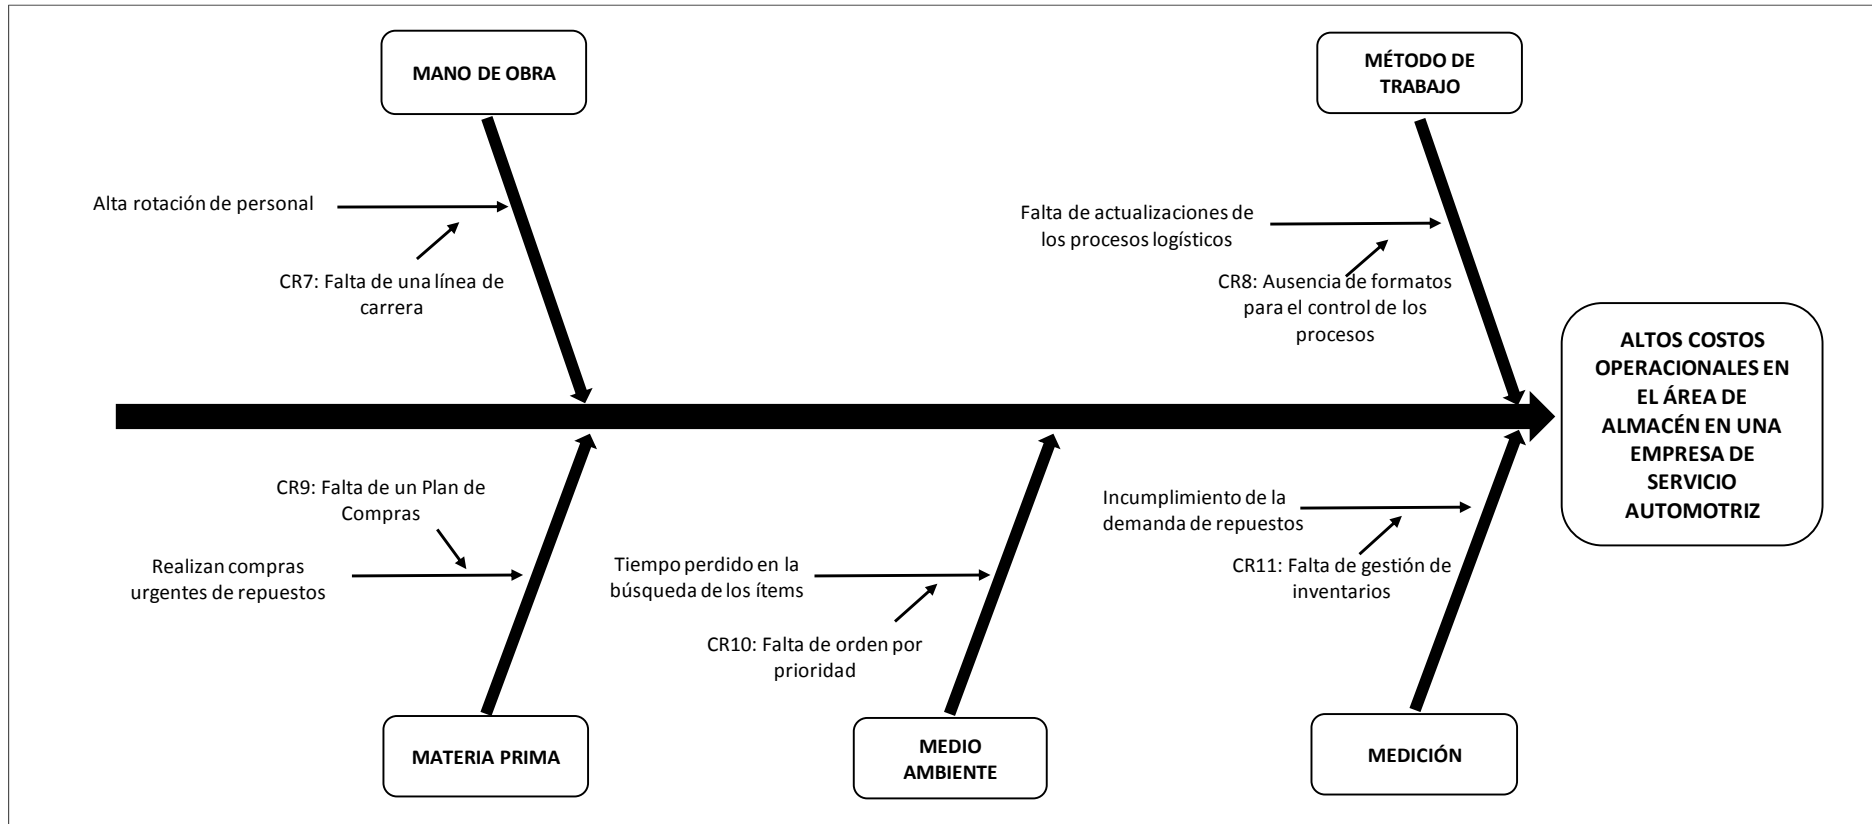 MANO DE OBRA
MÉTODO DE
TRABAJO
Alta rotación de personal
CR7: Falta de una línea de
carrera
Falta de actualizaciones de
los procesos logísticos
CR8: Ausencia de formatos
para el control de los
procesos
ALTOS COSTOS
OPERACIONALES EN
EL ÁREA DE
ALMACÉN EN UNA
EMPRESA DE
SERVICIO
AUTOMOTRIZ
CR9: Falta de un Plan de
Compras
Realizan compras
urgentes de repuestos
Tiempo perdido en la
búsqueda de los ítems
CR10: Falta de orden por
prioridad
Incumplimiento de la
demanda de repuestos
CR11: Falta de gestión de
inventarios
MATERIA PRIMA
MEDIO
AMBIENTE
MEDICIÓN